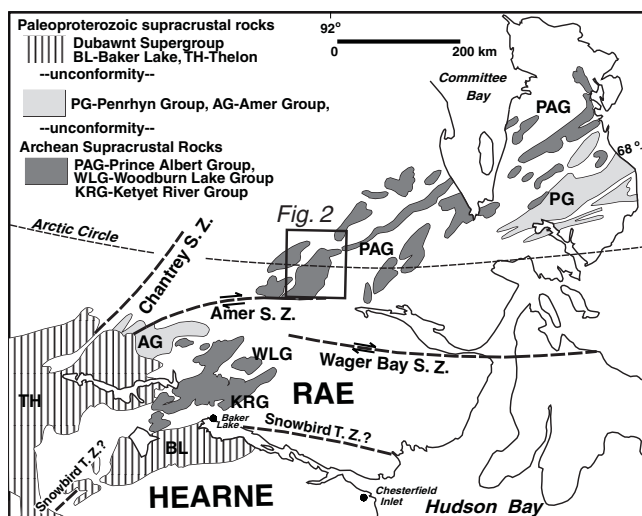 Paleoproterozoic supracrustal rocks
Dubawnt Supergroup
BL-Baker Lake, TH-Thelon
--unconformity--
PG-Penrhyn Group, AG-Amer Group,
--unconformity--
Archean Supracrustal Rocks
PAG-Prince Albert Group,
WLG-Woodburn Lake Group
KRG-Ketyet River Group
92°
0 200 km
Committee
Bay
PAG
68°
PG
Fig. 2
PAG
Arctic Circle
Chantrey S. Z.
Amer S. Z.
AG
WLG
Wager Bay S. Z.
TH
RAE
KRG
Baker
Lake
Snowbird T. Z.?
BL
Snowbird T. Z.?
HEARNE
Chesterfield
Inlet
Hudson Bay